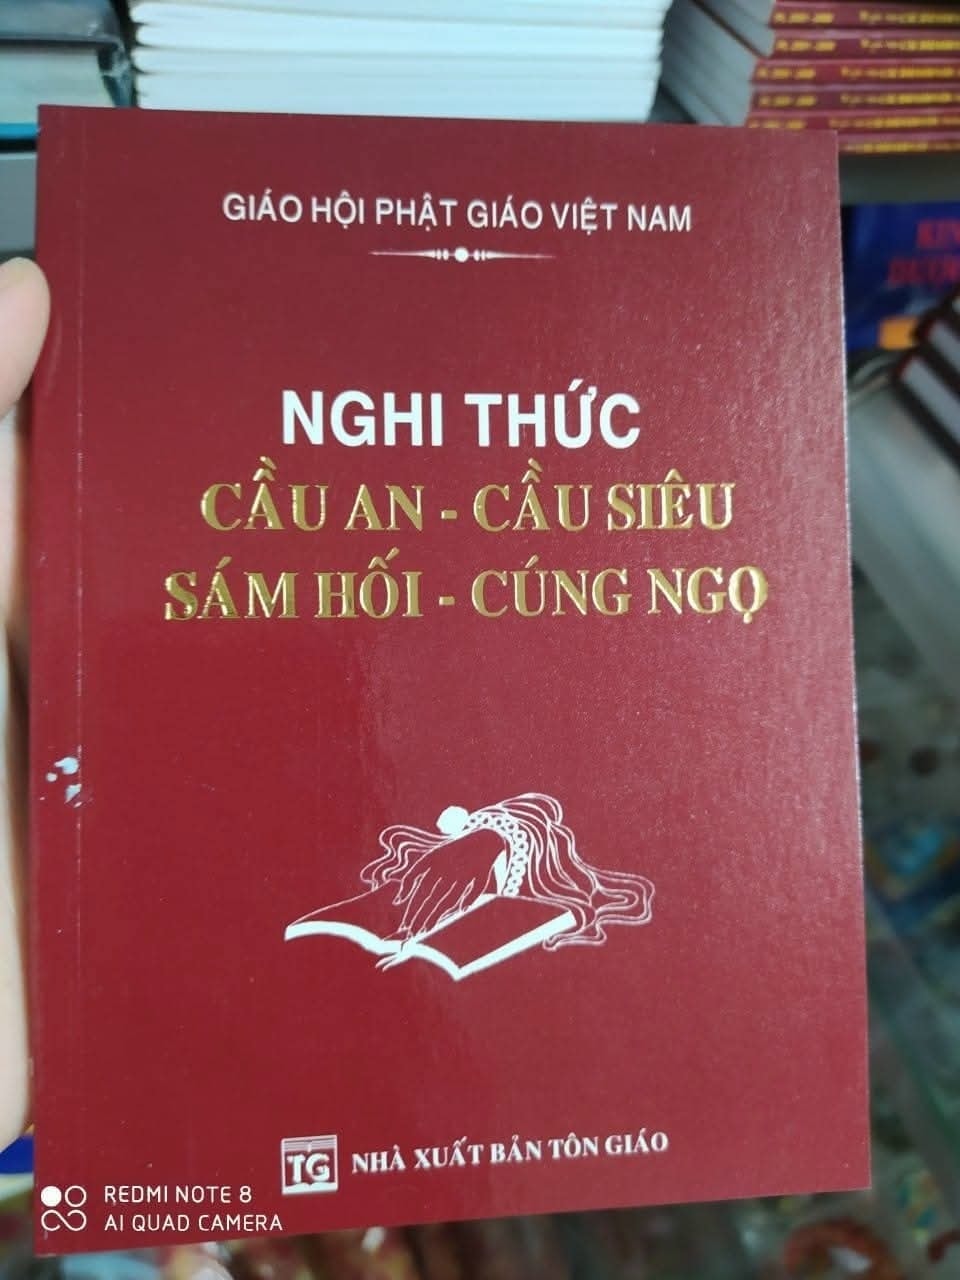 GIÁO HỘI PHẬT GIÁO VIỆT NAM
NGHI THỨC
CẦU AN - CẦU SIÊU
SÁM HỐI - CÚNG NGỌ
TG NHÀ XUẤT BẢN TÔN GIÁO
REDMI NOTE 8
AI QUAD CAMERA